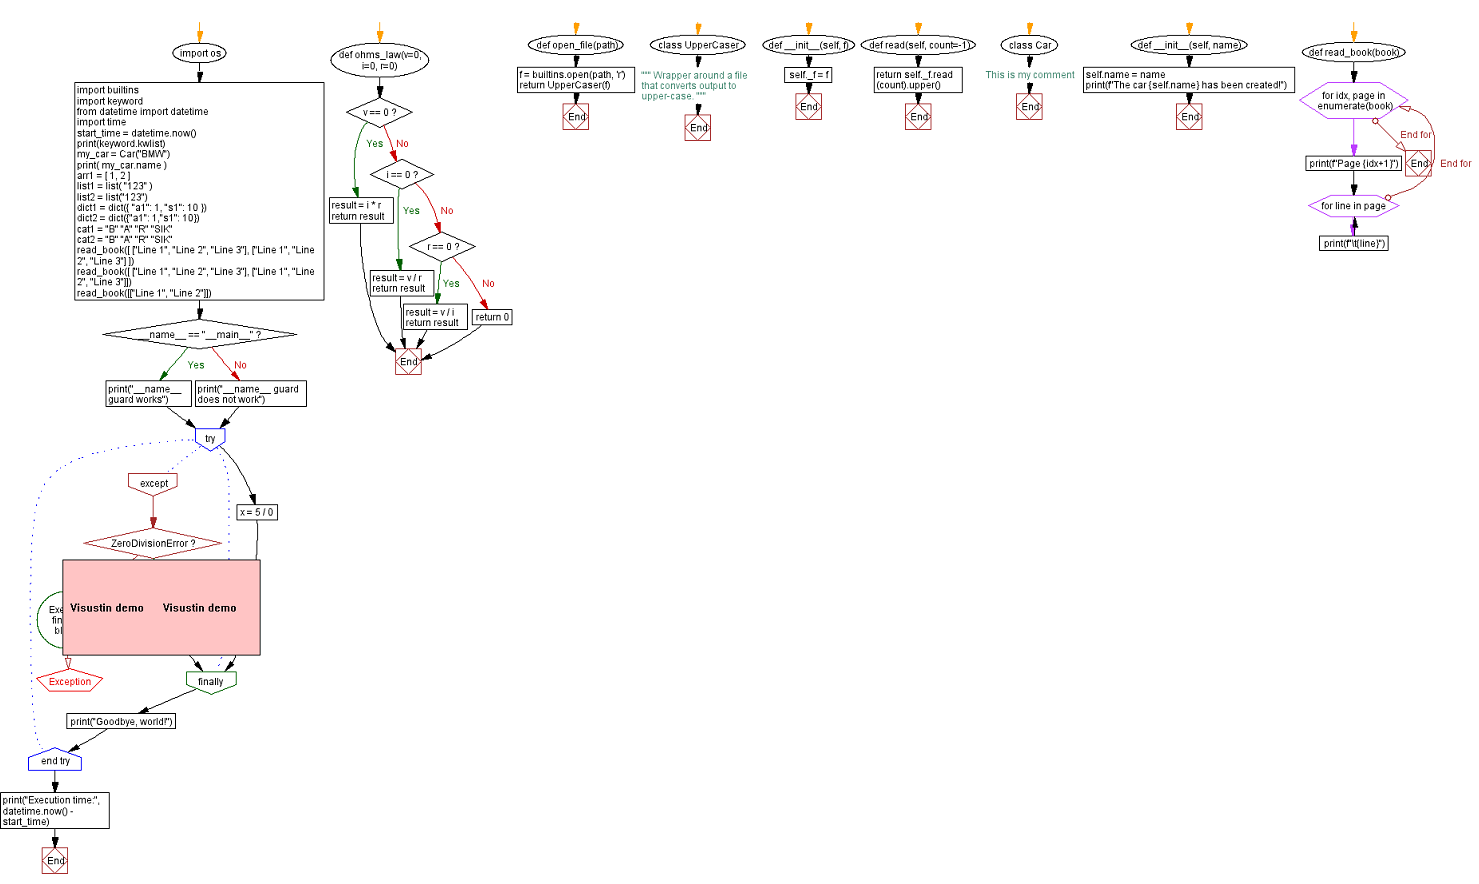 import os
import builtins
import keyword
from datetime import datetime
import time
start_time = datetime.now()
print(keyword.kwlist)
my_car = Car("BMW")
print( my_car.name )
arr1 = [ 1, 2 ]
list1 = list( "123" )
list2 = list("123")
dict1 = dict({ "a1": 1, "s1": 10 })
dict2 = dict({"a1": 1,"s1": 10})
cat1 = "B" "A" "R" "SIK"
cat2 = "B" "A" "R" "SIK"
read_book([ ["Line 1", "Line 2", "Line 3"], ["Line 1", "Line
2", "Line 3"] ])
read_book([ ["Line 1", "Line 2", "Line 3"], ["Line 1", "Line
2", "Line 3"]])
read_book([["Line 1", "Line 2"]])
__name__ == "__main__" ?
Yes
No
print("__name__
guard works")
print("__name__ guard
does not work")
try
except
x = 5 / 0
ZeroDivisionError ?
Visustin demo
Visustin demo
Exception
finally
print("Goodbye, world!")
end try
print("Execution time:",
datetime.now() -
start_time)
End
def ohms_law(v=0,
i=0, r=0)
v == 0 ?
Yes
No
i == 0 ?
result = i * r
return result
Yes
No
r == 0 ?
result = v / r
return result
Yes
No
result = v / i
return result
return 0
End
def open_file(path)
f = builtins.open(path, 'r')
return UpperCaser(f)
End
class UpperCaser
""" Wrapper around a file
that converts output to
upper-case. """
End
def __init__(self, f)
self._f = f
End
def read(self, count=-1)
return self._f.read
(count).upper()
End
class Car
This is my comment
End
def __init__(self, name)
self.name = name
print(f"The car {self.name} has been created!")
End
def read_book(book)
for idx, page in
enumerate(book)
End for
print(f"Page {idx+1}")
End
End for
for line in page
print(f"\t{line}")